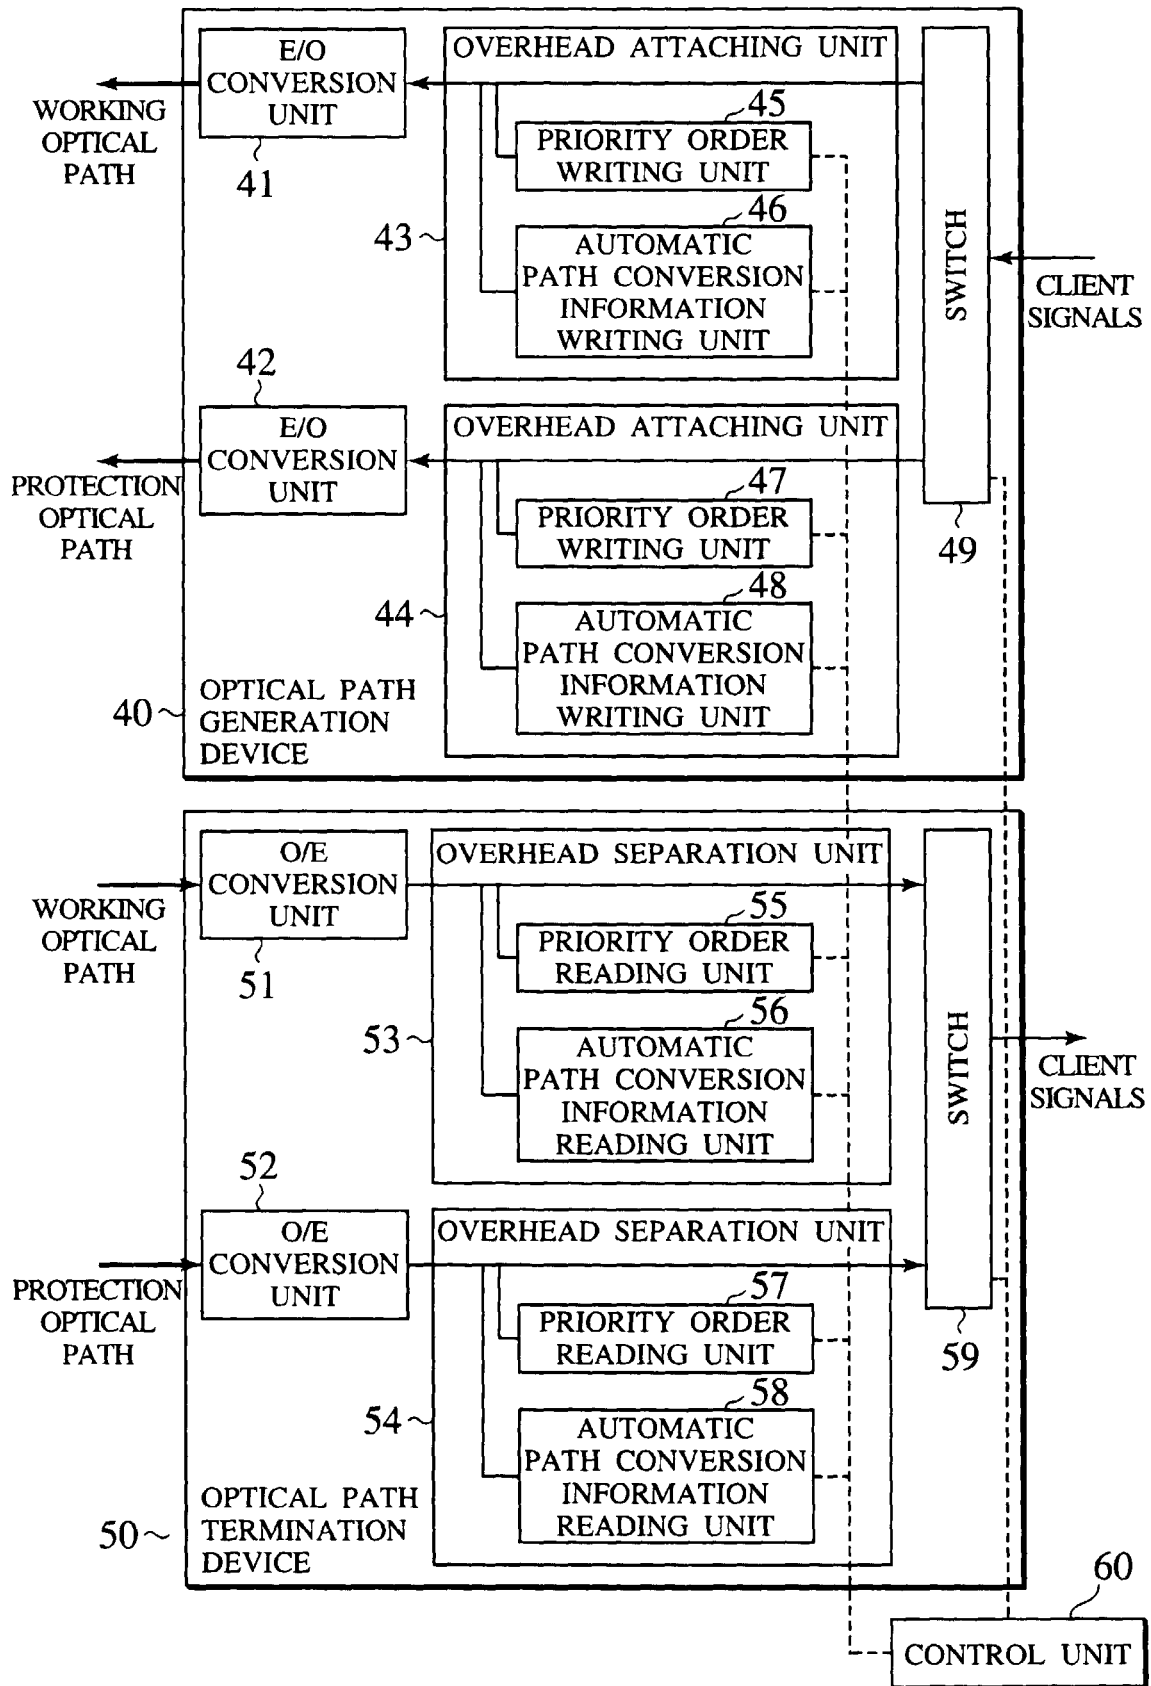 E/O
CONVERSION
UNIT
41
WORKING
OPTICAL
PATH
OVERHEAD ATTACHING UNIT
43
45
PRIORITY ORDER
WRITING UNIT
46
AUTOMATIC
PATH CONVERSION
INFORMATION
WRITING UNIT
SWITCH
49
CLIENT
SIGNALS
42
E/O
CONVERSION
UNIT
PROTECTION
OPTICAL
PATH
OVERHEAD ATTACHING UNIT
44
47
PRIORITY ORDER
WRITING UNIT
48
AUTOMATIC
PATH CONVERSION
INFORMATION
WRITING UNIT
40
OPTICAL PATH
GENERATION
DEVICE
O/E
CONVERSION
UNIT
51
WORKING
OPTICAL
PATH
OVERHEAD SEPARATION UNIT
53
55
PRIORITY ORDER
READING UNIT
56
AUTOMATIC
PATH CONVERSION
INFORMATION
READING UNIT
SWITCH
59
CLIENT
SIGNALS
52
O/E
CONVERSION
UNIT
PROTECTION
OPTICAL
PATH
OVERHEAD SEPARATION UNIT
54
57
PRIORITY ORDER
READING UNIT
58
AUTOMATIC
PATH CONVERSION
INFORMATION
READING UNIT
50
OPTICAL PATH
TERMINATION
DEVICE
60
CONTROL UNIT